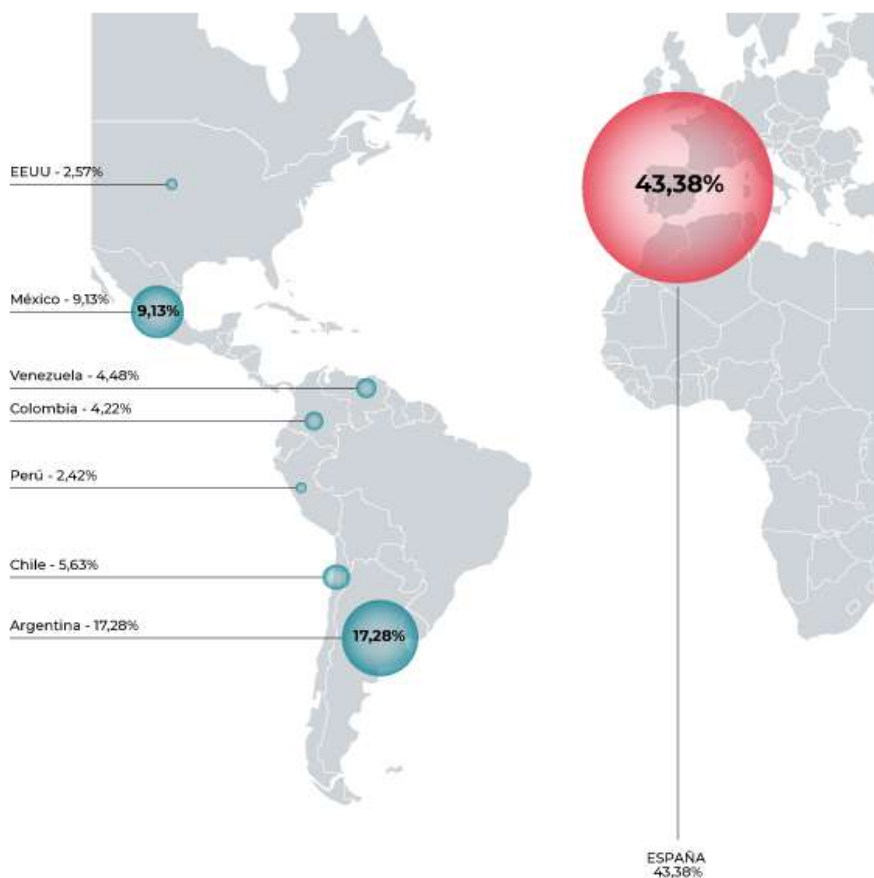 EEUU - 2,57%
43,38%
México - 9,13%
9,13%
Venezuela - 4,48%
Colombia - 4,22%
Perú - 2,42%
Chile - 5,63%
Argentina - 17,28%
17,28%
ESPAÑA
43,38%